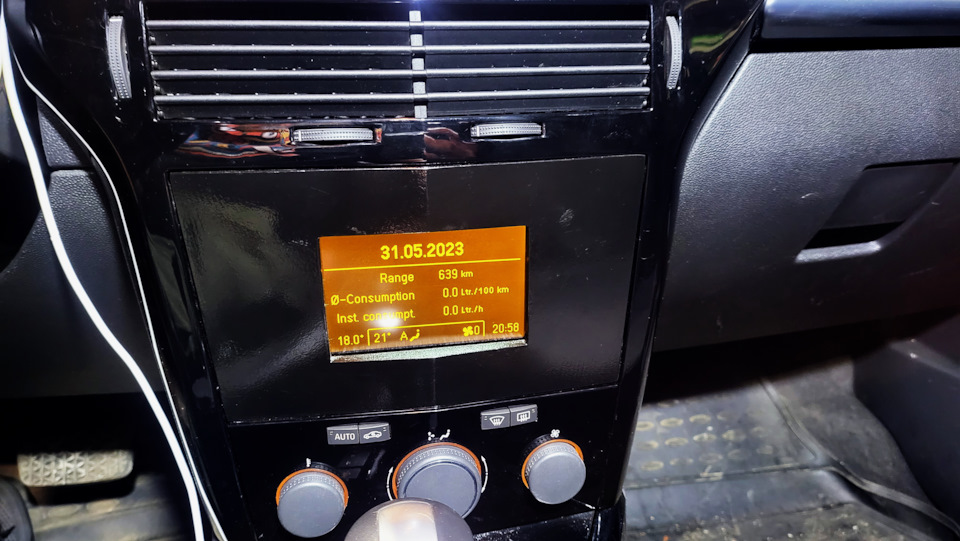 31.05.2023
Range 639 km
Ø-Consumption 0.0 Ltr./100 km
Inst. consumpt. 0.0 Ltr./h
18.0° 21° A 0 20:58
AUTO